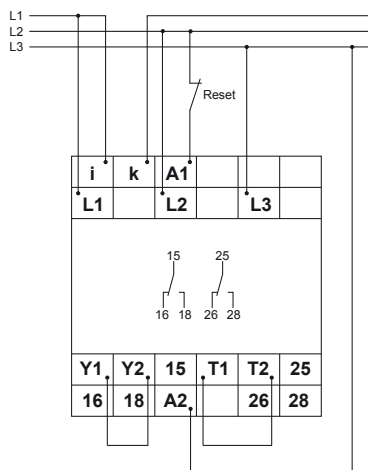 L1
L2
L3
Reset
i k A1
L1 L2 L3
15 25
16 18 26 28
Y1 Y2 15 T1 T2 25
16 18 A2 26 28